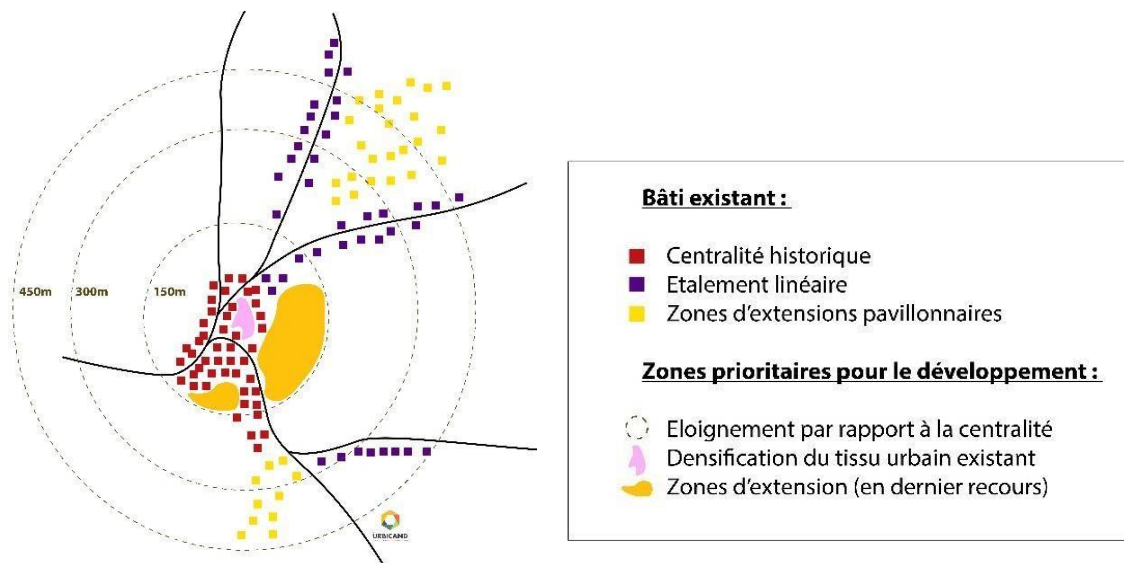 450m 300m 150m
URBICAND
Bâti existant :
Centralité historique
Etalement linéaire
Zones d'extensions pavillonnaires
Zones prioritaires pour le développement :
Eloignement par rapport à la centralité
Densification du tissu urbain existant
Zones d'extension (en dernier recours)